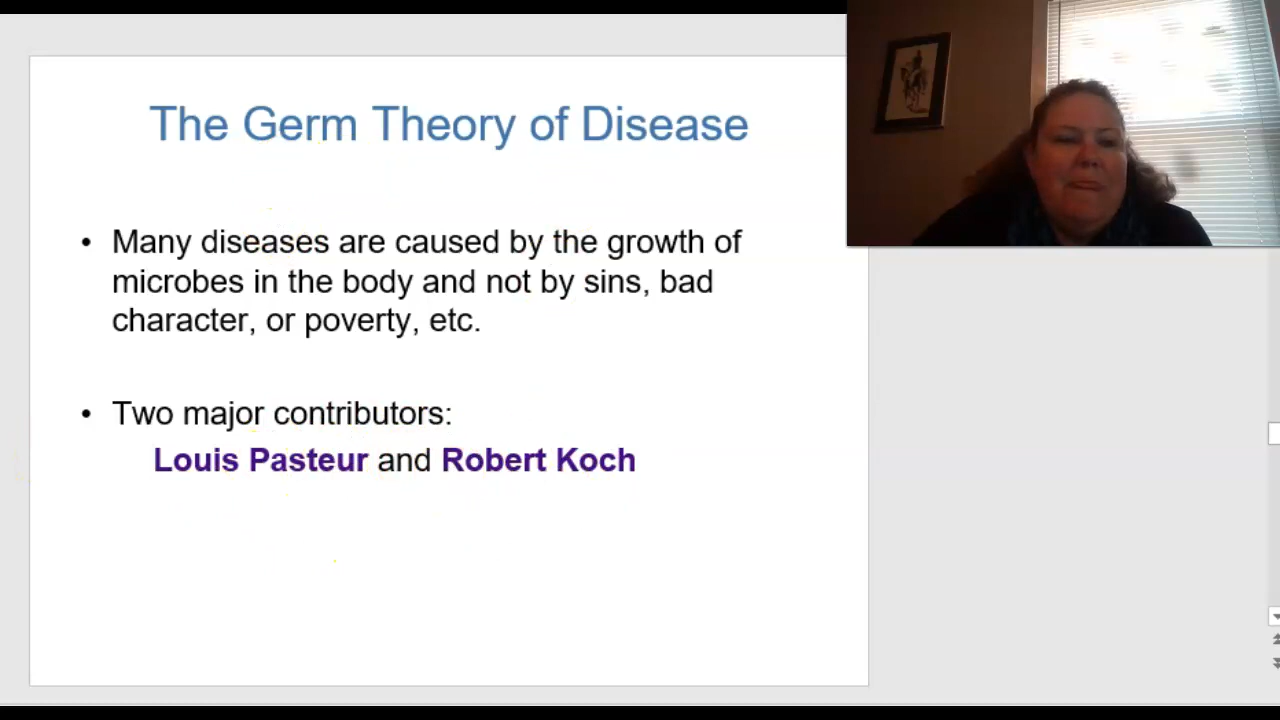 The Germ Theory of Disease
• Many diseases are caused by the growth of
microbes in the body and not by sins, bad
character, or poverty, etc.
• Two major contributors:
Louis Pasteur and Robert Koch